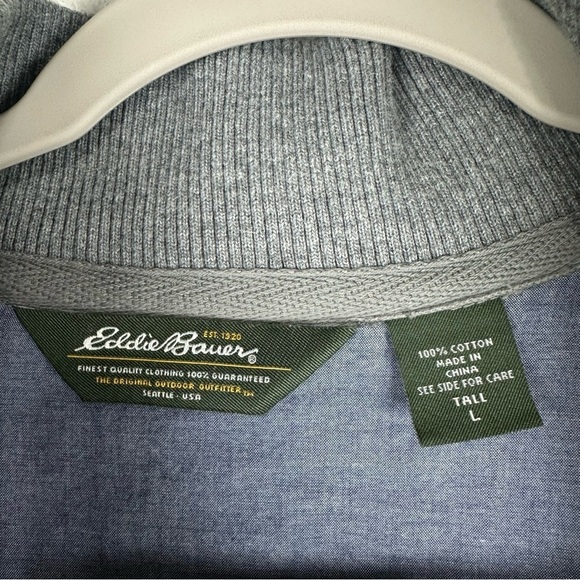 EST. 1920
Eddie Bauer®
FINEST QUALITY CLOTHING 100% GUARANTEED
THE ORIGINAL OUTDOOR OUTFITTER™
SEATTLE · USA
100% COTTON
MADE IN
CHINA
SEE SIDE FOR CARE
TALL
L